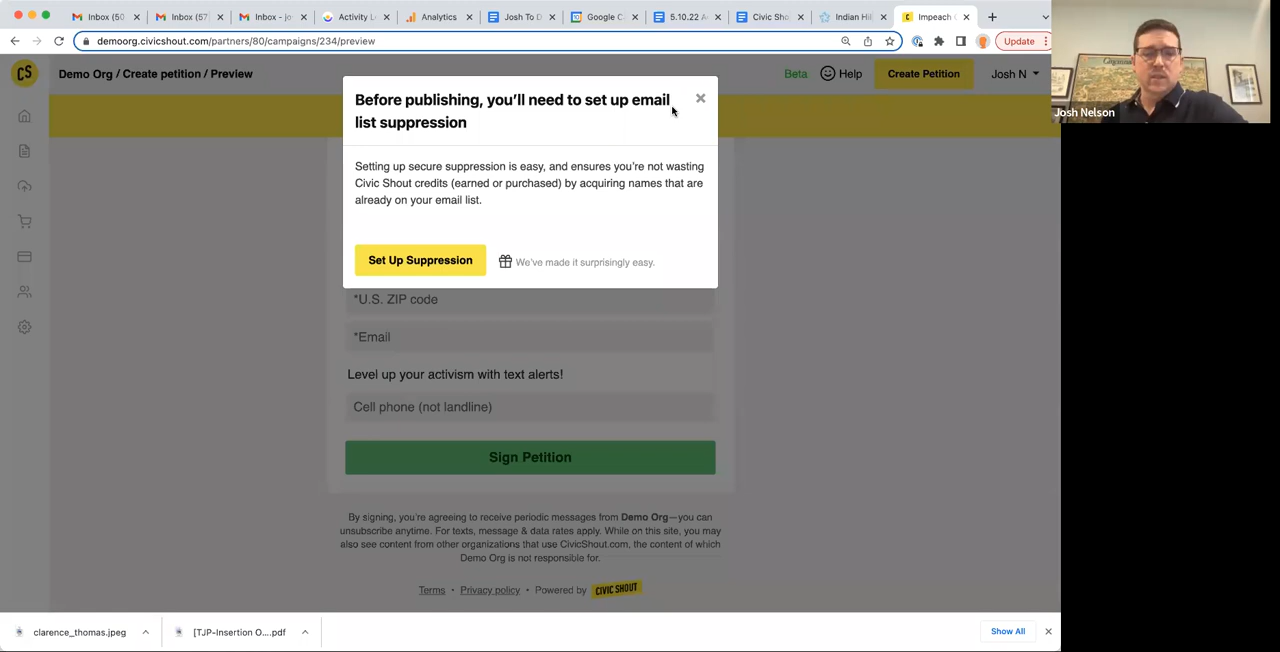 Inbox (50
Inbox (57
Inbox - jo
Activity L
Analytics
Josh To D
Google C
5.10.22 A
Civic Sho
Indian Hil
Impeach C
demoorg.civicshout.com/partners/80/campaigns/234/preview
Update
CS
Demo Org / Create petition / Preview
Beta
Help
Create Petition
Josh N
Josh Nelson
Before publishing, you’ll need to set up email
list suppression
Setting up secure suppression is easy, and ensures you’re not wasting
Civic Shout credits (earned or purchased) by acquiring names that are
already on your email list.
Set Up Suppression
We’ve made it surprisingly easy.
*U.S. ZIP code
*Email
Level up your activism with text alerts!
Cell phone (not landline)
Sign Petition
By signing, you’re agreeing to receive periodic messages from Demo Org—you can
unsubscribe anytime. For texts, message & data rates apply. While on this site, you may
also see content from other organizations that use CivicShout.com, the content of which
Demo Org is not responsible for.
Terms • Privacy policy • Powered by CIVIC SHOUT
clarence_thomas.jpeg
[TJP-Insertion O....pdf
Show All